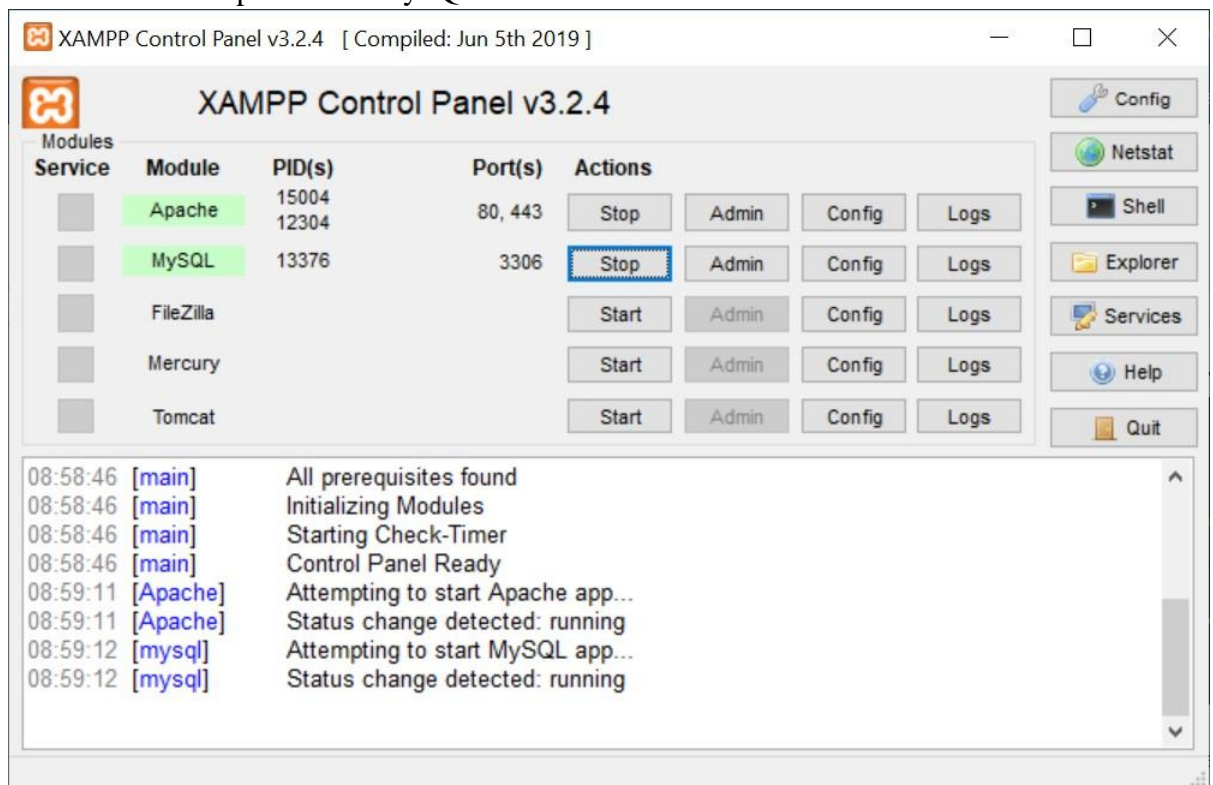 XAMPP Control Panel v3.2.4 [ Compiled: Jun 5th 2019 ]
XAMPP Control Panel v3.2.4
Config
Modules
Service Module PID(s) Port(s) Actions
Netstat
Apache 15004 12304 80, 443 Stop Admin Config Logs
Shell
MySQL 13376 3306 Stop Admin Config Logs
Explorer
FileZilla Start Admin Config Logs
Services
Mercury Start Admin Config Logs
Help
Tomcat Start Admin Config Logs
Quit
08:58:46 [main] All prerequisites found
08:58:46 [main] Initializing Modules
08:58:46 [main] Starting Check-Timer
08:58:46 [main] Control Panel Ready
08:59:11 [Apache] Attempting to start Apache app...
08:59:11 [Apache] Status change detected: running
08:59:12 [mysql] Attempting to start MySQL app...
08:59:12 [mysql] Status change detected: running